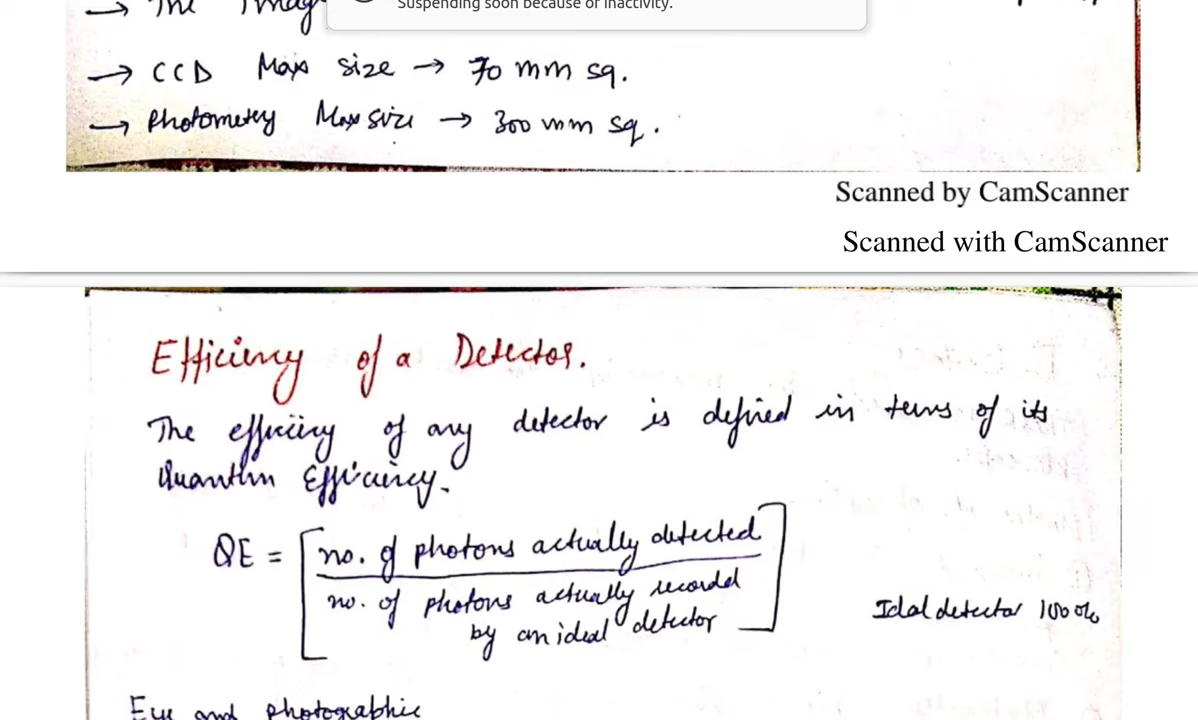 Suspending soon because of inactivity.
→ The Imag
→ CCD Max size → 70 mm sq.
→ Photometry Max size → 300 mm sq.
Scanned by CamScanner
Scanned with CamScanner
Efficiency of a Detector.
The efficiency of any detector is defined in terms of its
Quantum Efficiency.
QE = [no. of photons actually detected
no. of photons actually recorded
by an ideal detector]
Ideal detector 100%
Eye and photographic